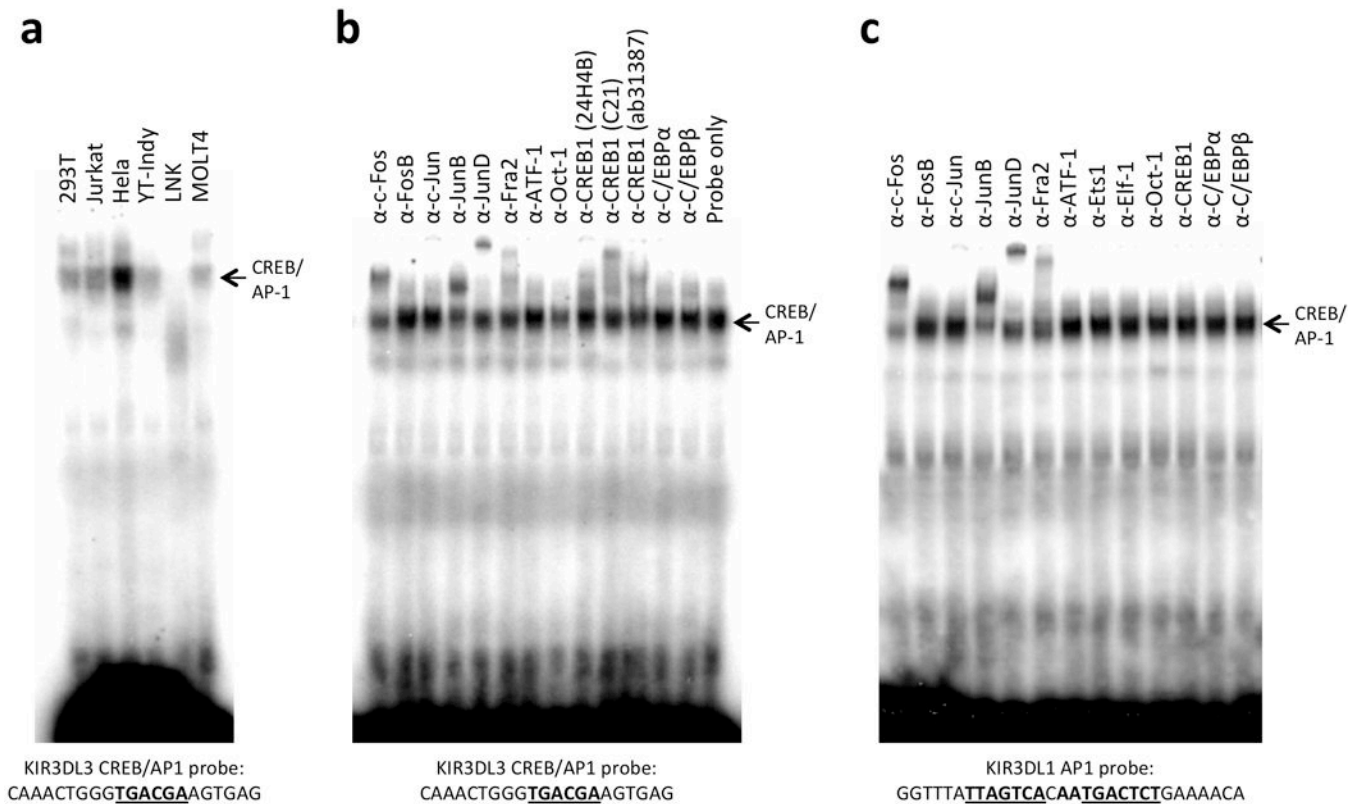 a
293T
Jurkat
Hela
YT-Indy
LNK
MOLT4
CREB/
AP-1
KIR3DL3 CREB/AP1 probe:
CAAACTGGGTGACGAAGTGAG
b
α-c-Fos
α-FosB
α-c-Jun
α-JunB
α-JunD
α-Fra2
α-ATF-1
α-Oct-1
α-CREB1 (24H4B)
α-CREB1 (C21)
α-CREB1 (ab31387)
α-C/EBPα
α-C/EBPβ
Probe only
CREB/
AP-1
KIR3DL3 CREB/AP1 probe:
CAAACTGGGTGACGAAGTGAG
c
α-c-Fos
α-FosB
α-c-Jun
α-JunB
α-JunD
α-Fra2
α-ATF-1
α-Ets1
α-Elf-1
α-Oct-1
α-CREB1
α-C/EBPα
α-C/EBPβ
CREB/
AP-1
KIR3DL1 AP1 probe:
GGTTTATTAGTCACAATGACTCTGAAAACA